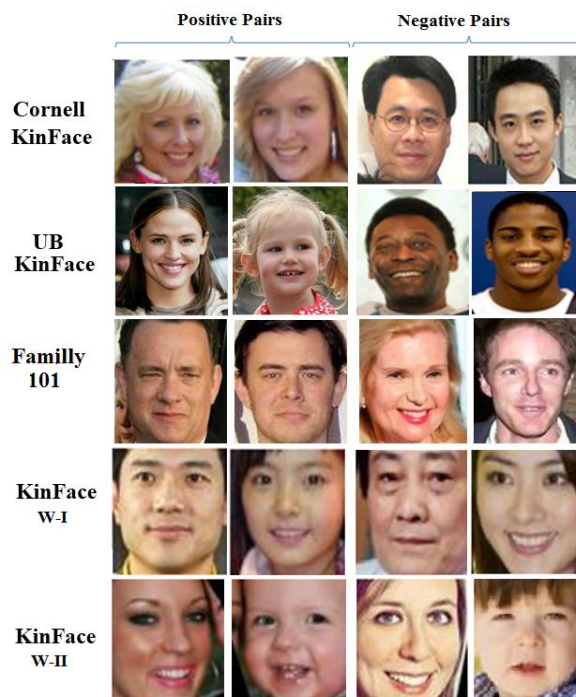 Positive Pairs Negative Pairs
Cornell
KinFace
UB
KinFace
Familly
101
KinFace
W-I
KinFace
W-II